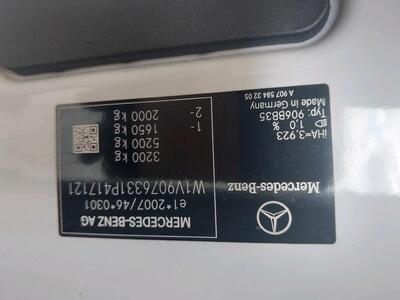 MERCEDES-BENZ AG
e1*2007/46*0301
W1V9076331P417121
3200 kg
5200 kg
1- 1650 kg
2- 2000 kg
Mercedes-Benz
iHA=3,923
1.0 %
Typ: 906BB35
Made in Germany
A 907 584 32 05